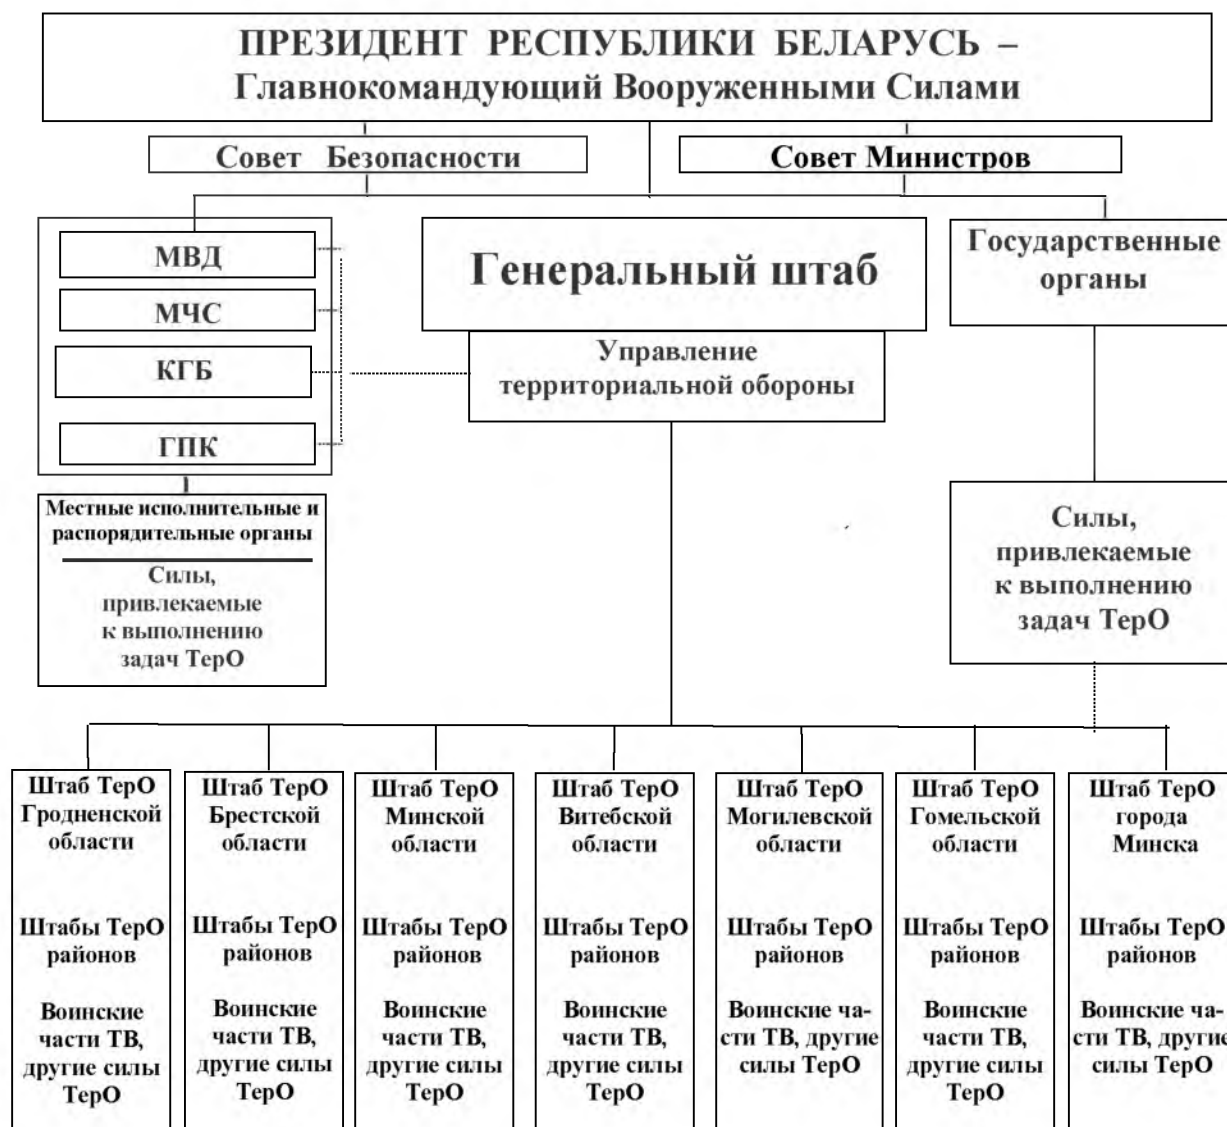 ПРЕЗИДЕНТ РЕСПУБЛИКИ БЕЛАРУСЬ –
Главнокомандующий Вооруженными Силами
Совет Безопасности
Совет Министров
МВД
МЧС
КГБ
ГПК
Генеральный штаб
Управление
территориальной обороны
Государственные
органы
Местные исполнительные и
распорядительные органы
Силы,
привлекаемые
к выполнению
задач ТерО
Силы,
привлекаемые
к выполнению
задач ТерО
Штаб ТерО
Гродненской
области
Штабы ТерО
районов
Воинские
части ТВ,
другие силы
ТерО
Штаб ТерО
Брестской
области
Штабы ТерО
районов
Воинские
части ТВ,
другие силы
ТерО
Штаб ТерО
Минской
области
Штабы ТерО
районов
Воинские
части ТВ,
другие силы
ТерО
Штаб ТерО
Витебской
области
Штабы ТерО
районов
Воинские
части ТВ,
другие силы
ТерО
Штаб ТерО
Могилевской
области
Штабы ТерО
районов
Воинские ча-
сти ТВ, другие
силы ТерО
Штаб ТерО
Гомельской
области
Штабы ТерО
районов
Воинские
части ТВ,
другие силы
ТерО
Штаб ТерО
города
Минска
Штабы ТерО
районов
Воинские ча-
сти ТВ, другие
силы ТерО